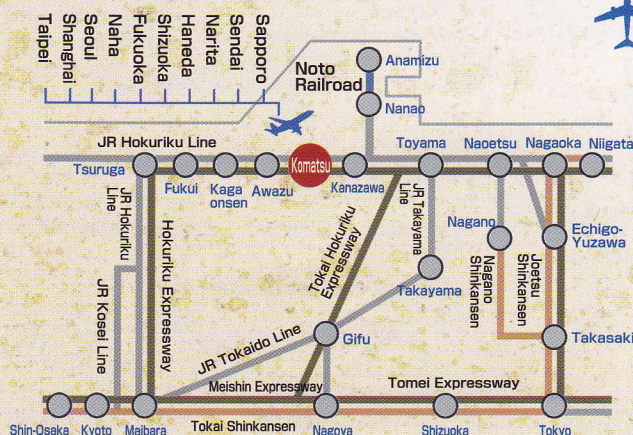 Taipei
Shanghai
Seoul
Naha
Fukuoka
Shizuoka
Haneda
Narita
Sendai
Sapporo
Noto
Railroad
Anamizu
Nanao
JR Hokuriku Line
Toyama
Naoetsu
Nagaoka
Niigata
Tsuruga
Komatsu
Fukui
Kaga
onsen
Awazu
Kanazawa
JR Hokuriku
Line
Hokuriku Expressway
JR Kosei Line
Tokai Hokuriku
Expressway
JR Takayama
Line
Takayama
Nagano
Nagano
Shinkansen
Joetsu
Shinkansen
Echigo-
Yuzawa
Takasaki
JR Tokaido Line
Gifu
Meishin Expressway
Tomei Expressway
Shin-Osaka
Kyoto
Maibara
Tokai Shinkansen
Nagoya
Shizuoka
Tokyo